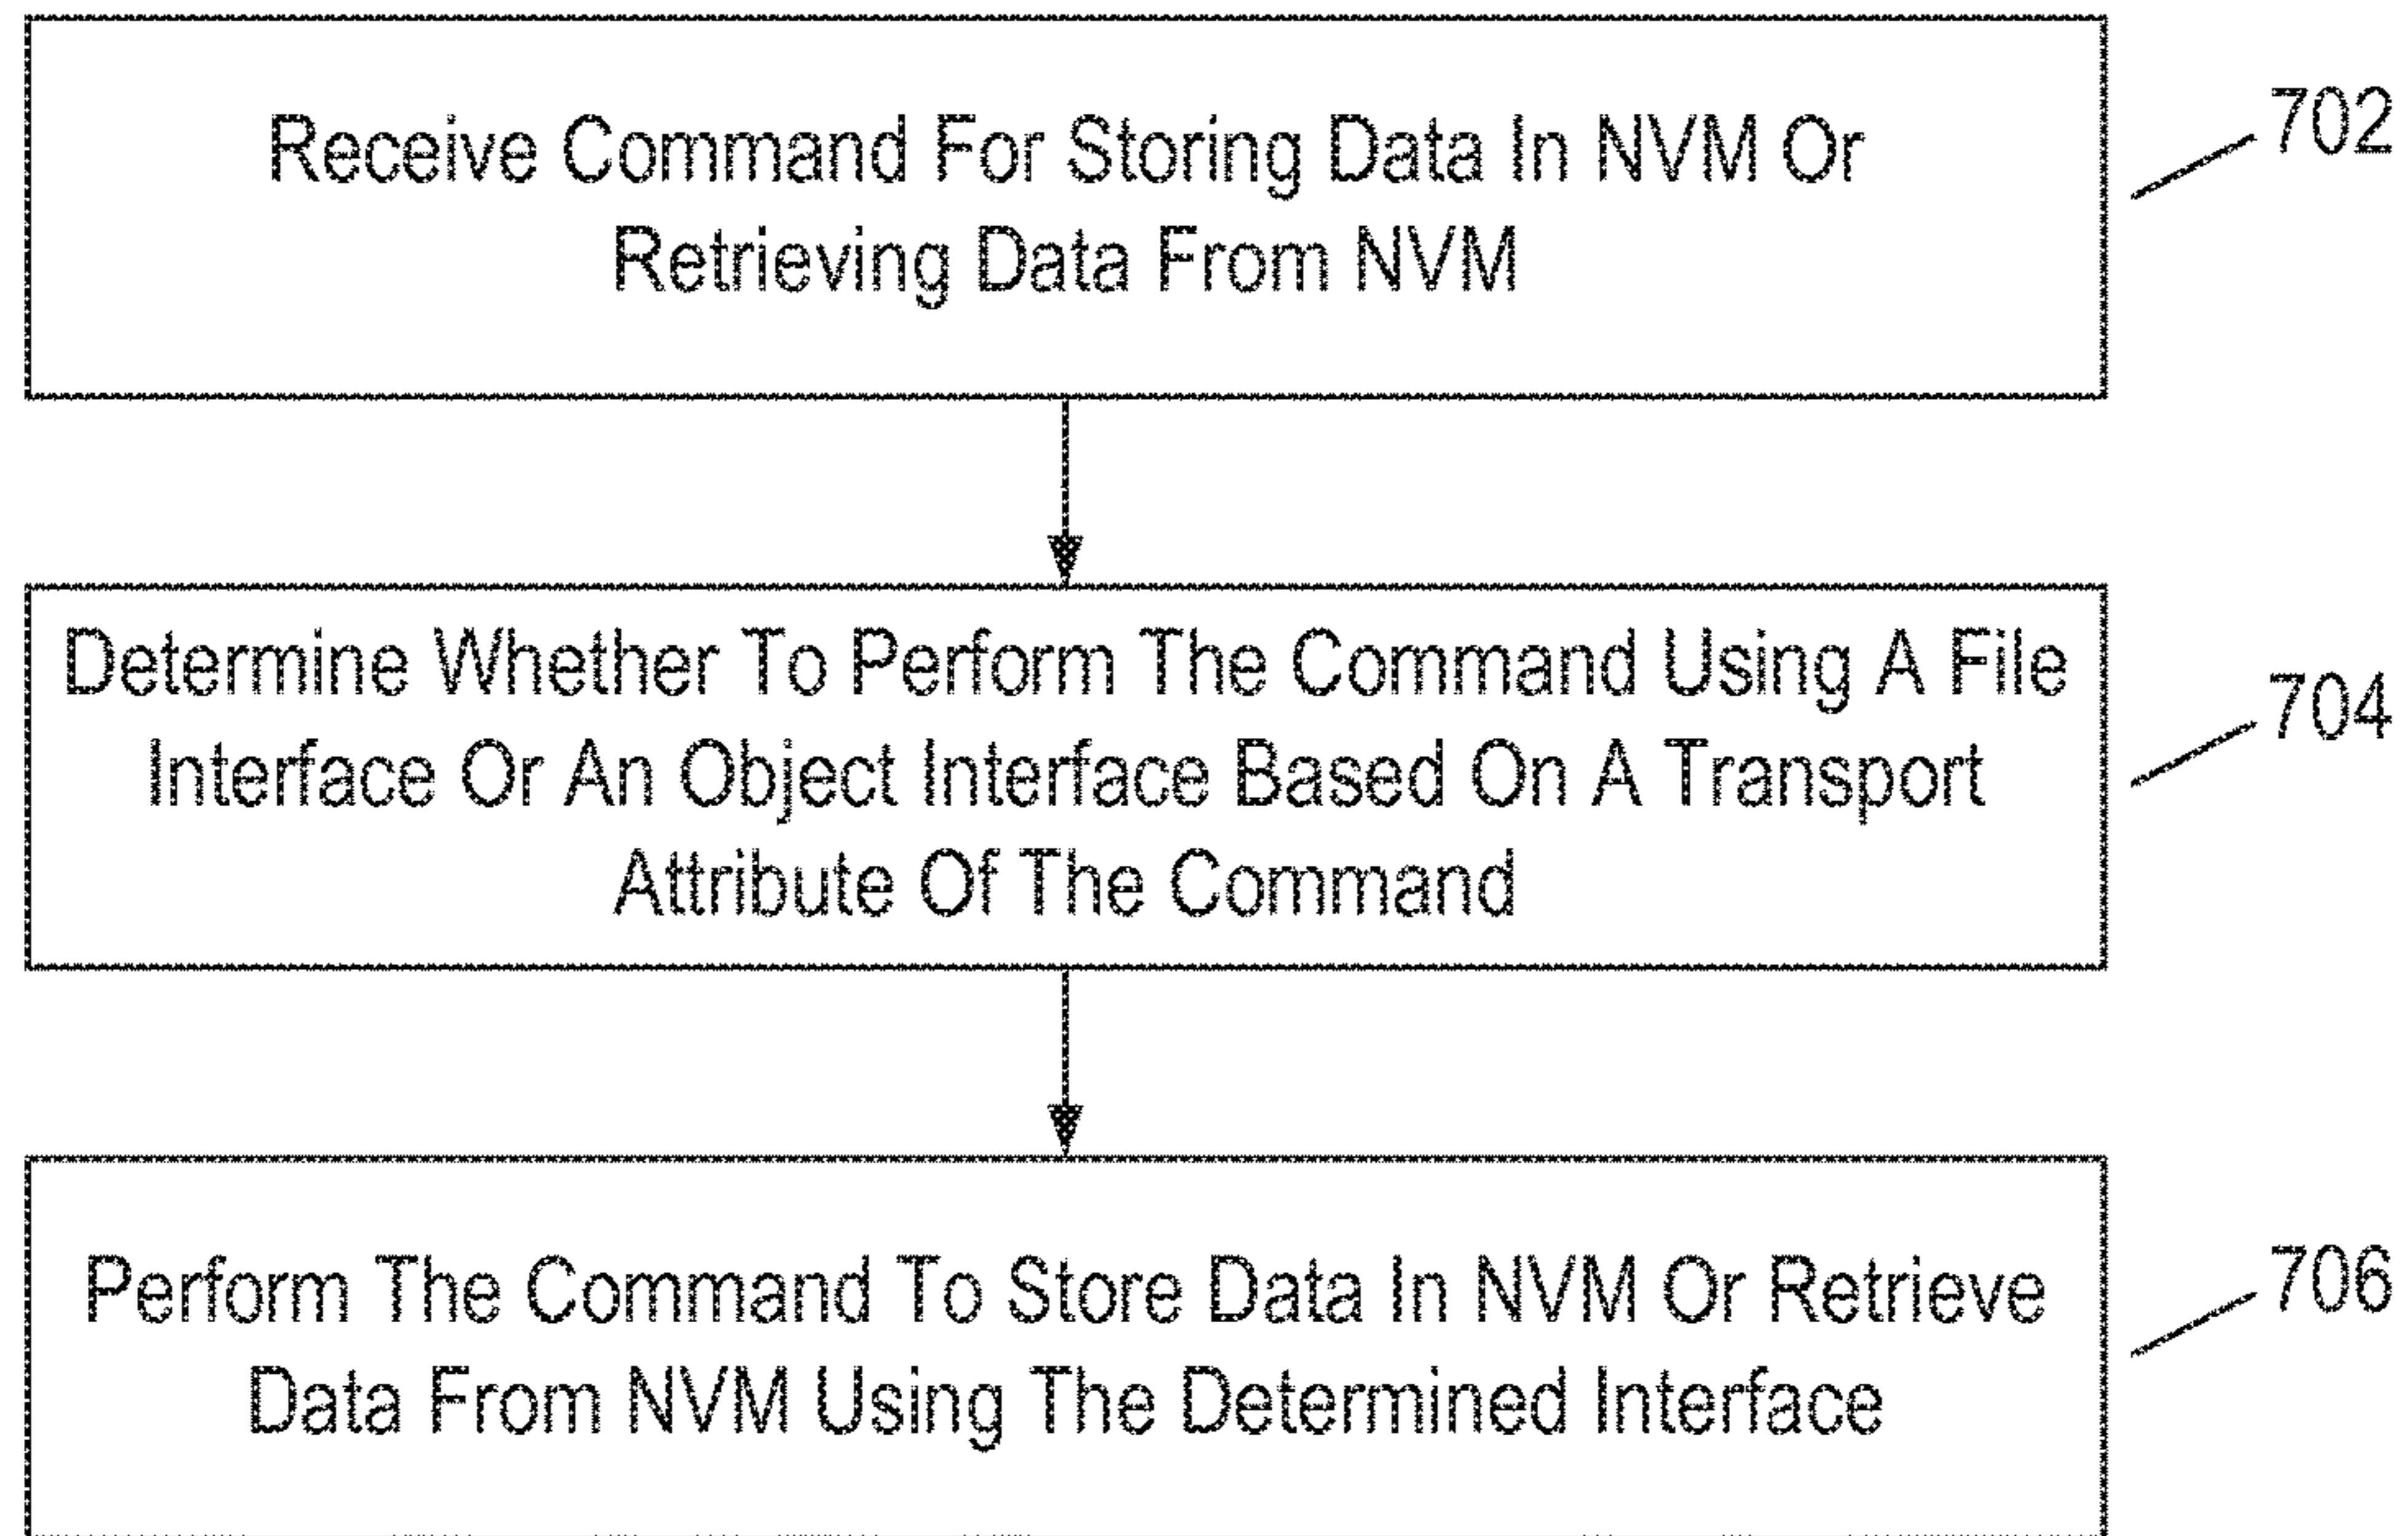 Receive Command For Storing Data In NVM Or
Retrieving Data From NVM
702
Determine Whether To Perform The Command Using A File
Interface Or An Object Interface Based On A Transport
Attribute Of The Command
704
Perform The Command To Store Data In NVM Or Retrieve
Data From NVM Using The Determined Interface
706